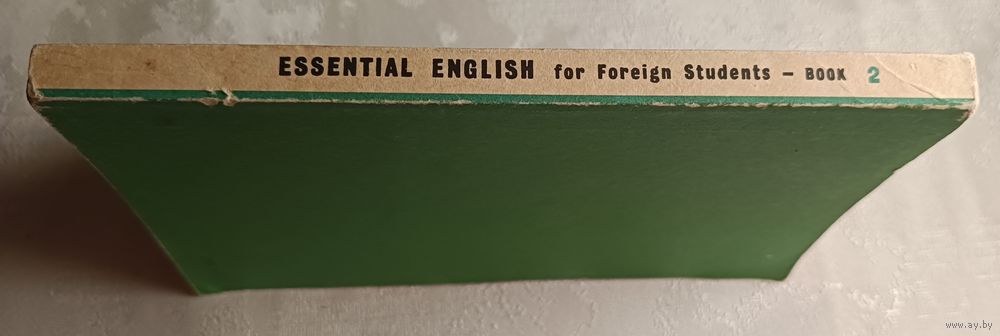 ESSENTIAL ENGLISH for Foreign Students – BOOK 2
www.ay.by